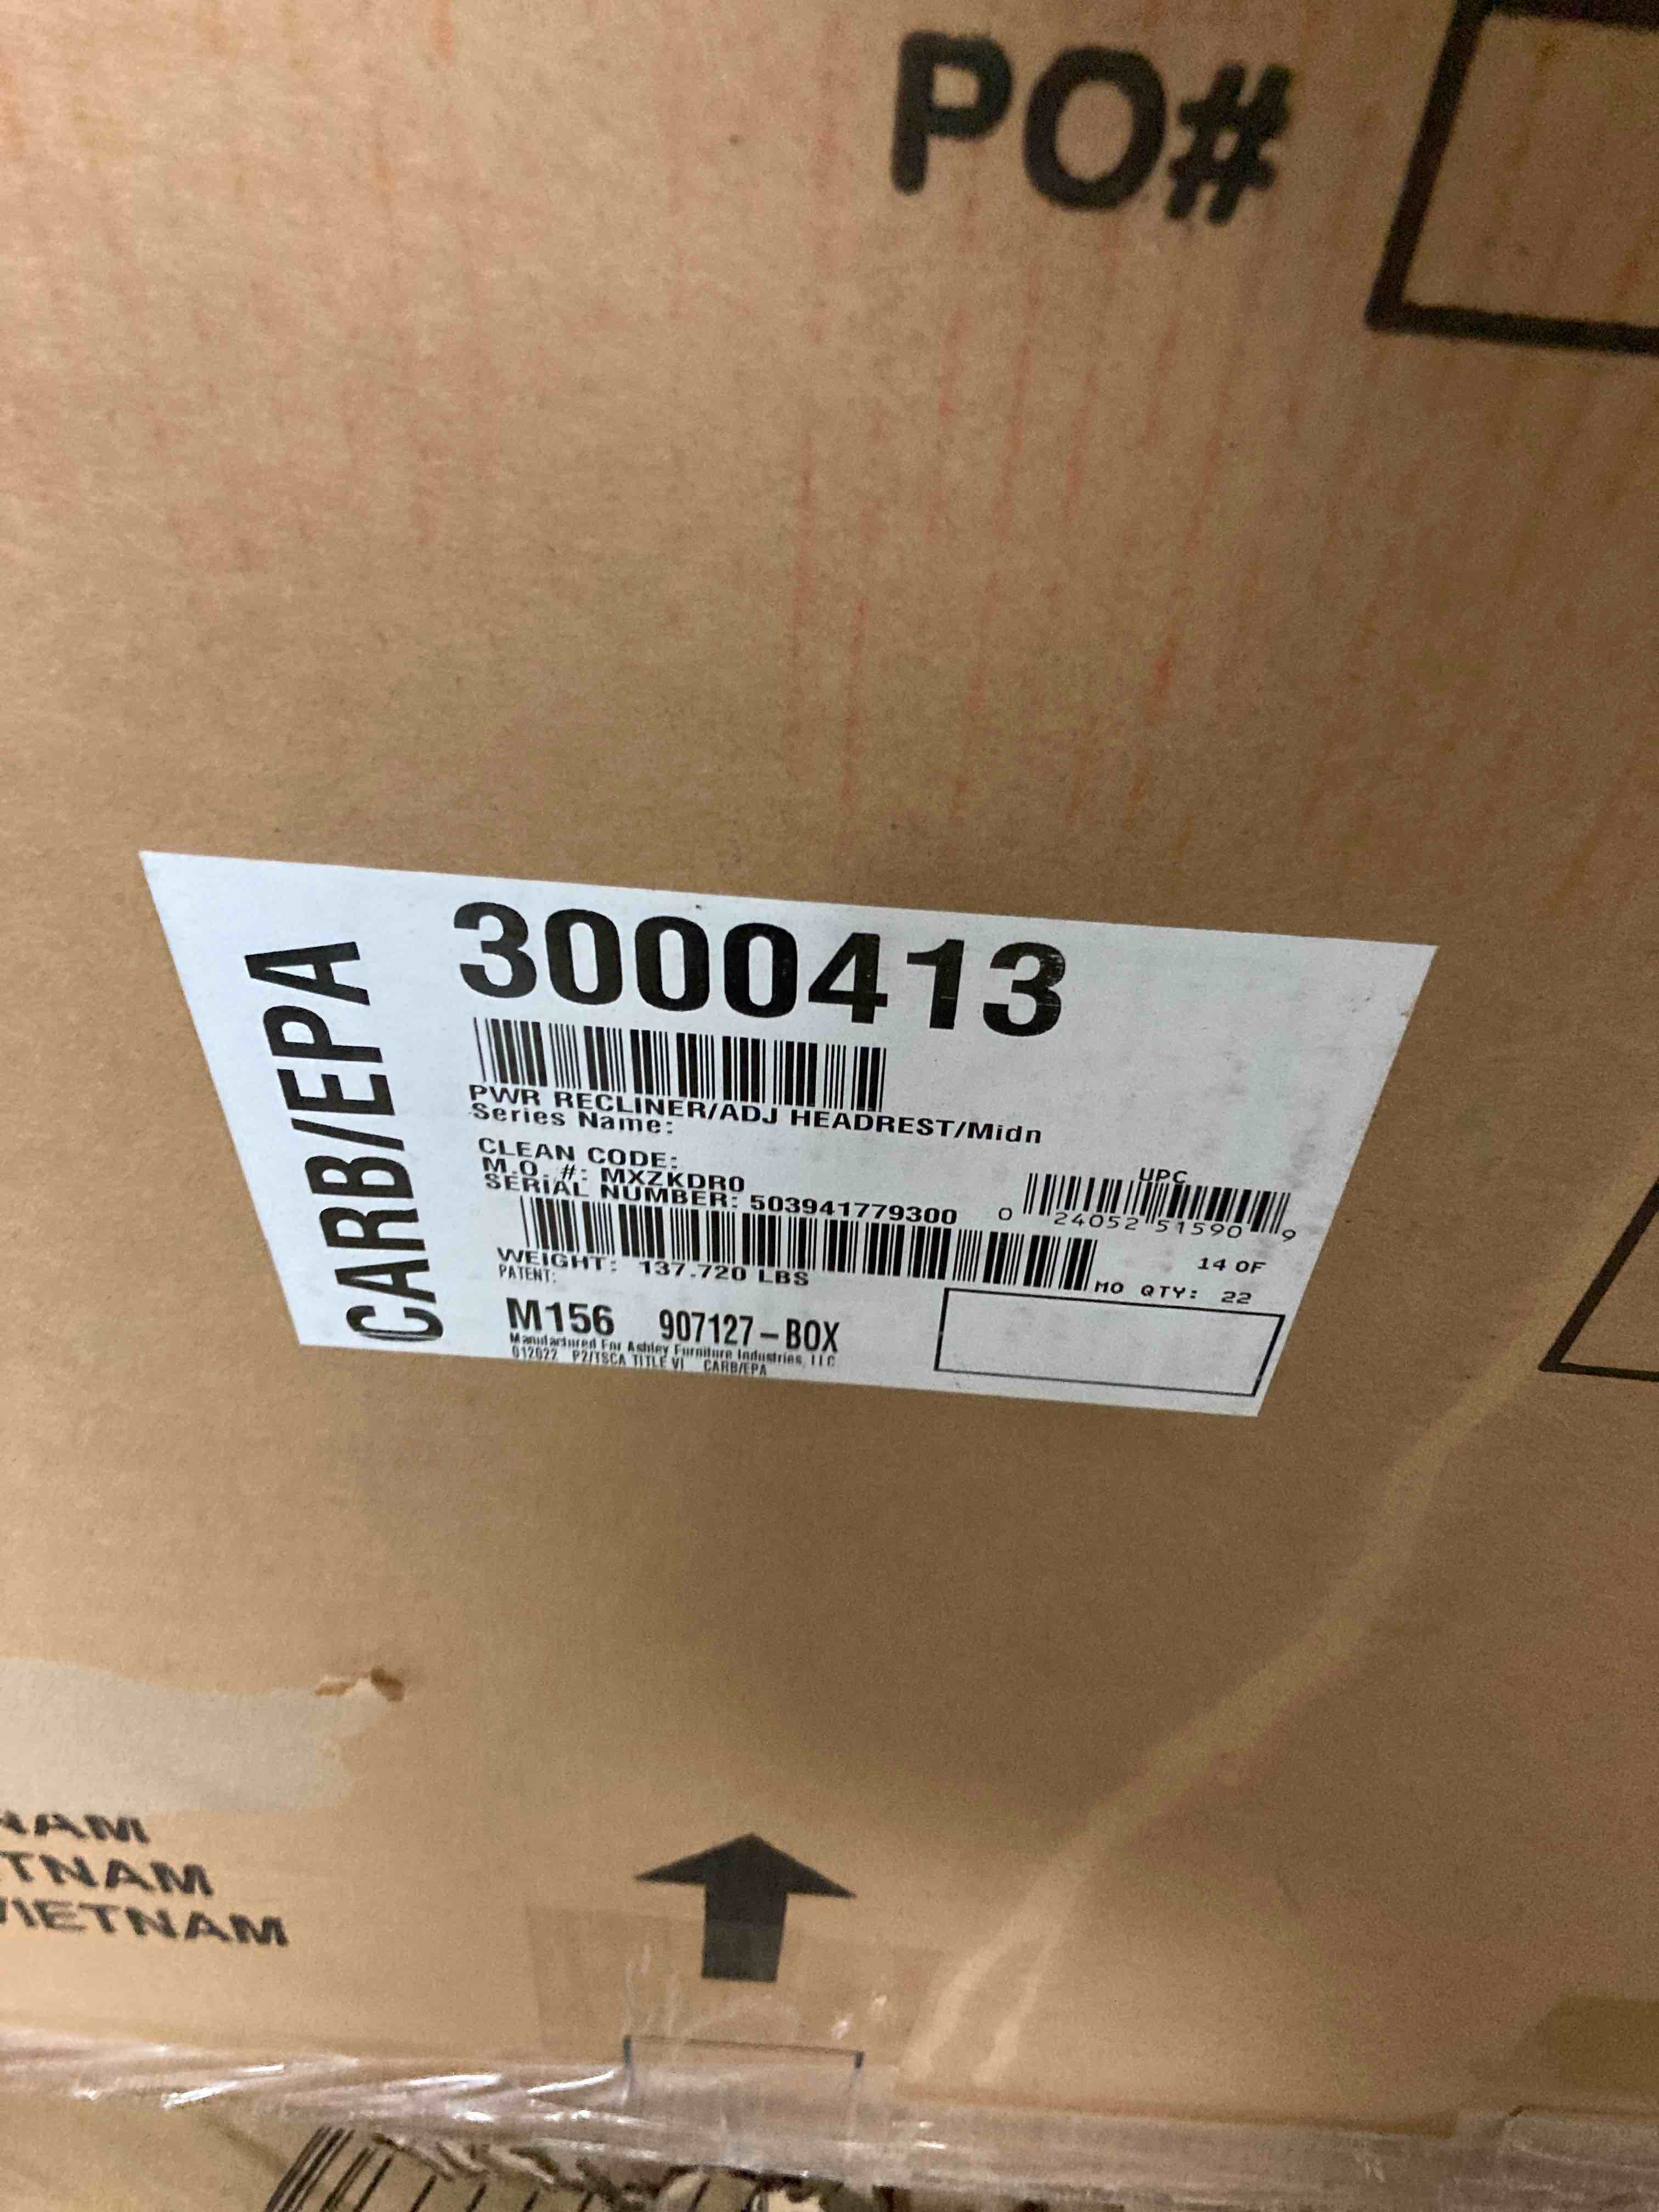 PO#
CARB/EPA
3000413
PWR RECLINER/ADJ HEADREST/Midn
Series Name:
CLEAN CODE:
M.O. #: MXZKDR0
SERIAL NUMBER: 503941779300
UPC
0 24052 51590 9
14 OF
MO QTY: 22
WEIGHT: 137.720 LBS
PATENT:
M156 907127-BOX
Manufactured For Ashley Furniture Industries, LLC
012022 P2/TSCA TITLE VI CARB/EPA
NAM
TNAM
VIETNAM